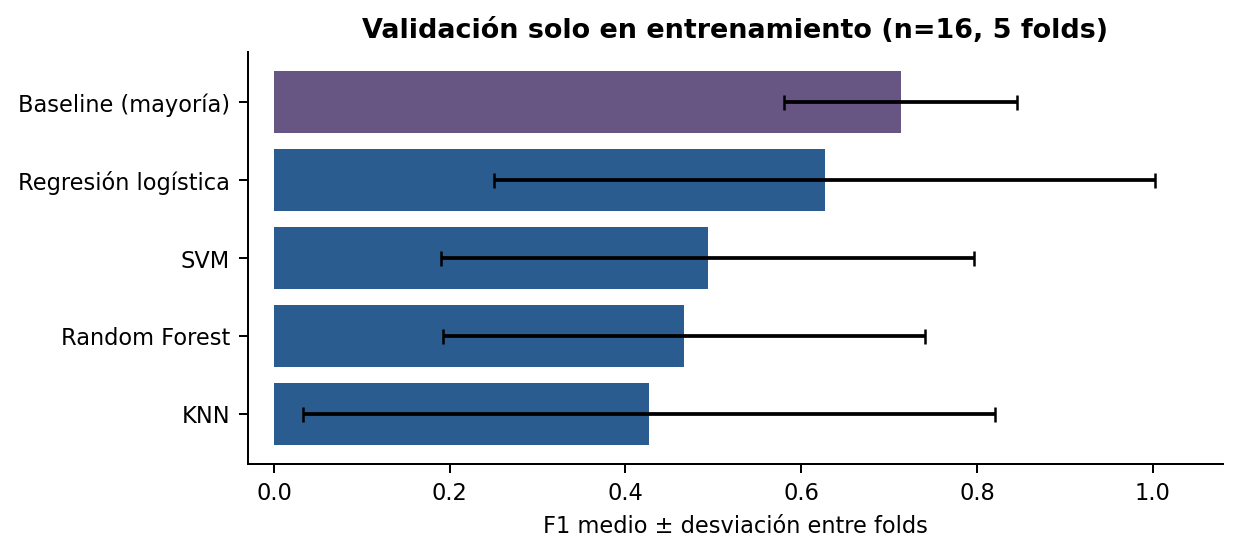 Validación solo en entrenamiento (n=16, 5 folds)
Baseline (mayoría)
Regresión logística
SVM
Random Forest
KNN
0.0 0.2 0.4 0.6 0.8 1.0
F1 medio ± desviación entre folds